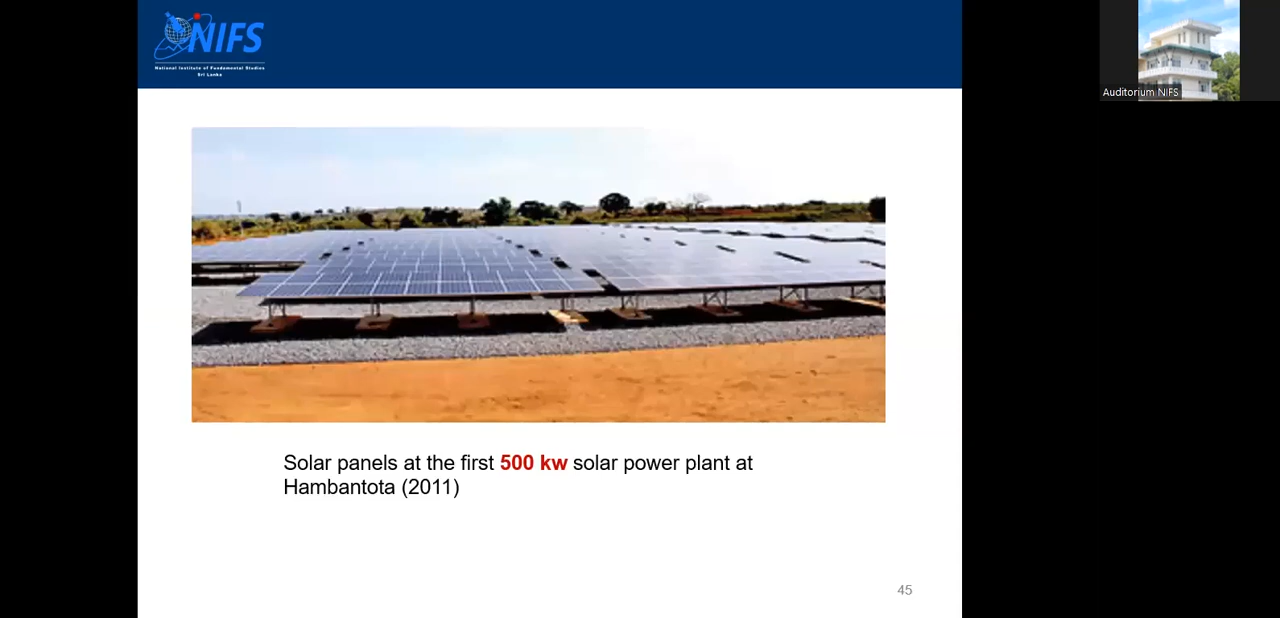 NIFS
National Institute of Fundamental Studies
Sri Lanka
Auditorium NIFS
Solar panels at the first 500 kw solar power plant at
Hambantota (2011)
45